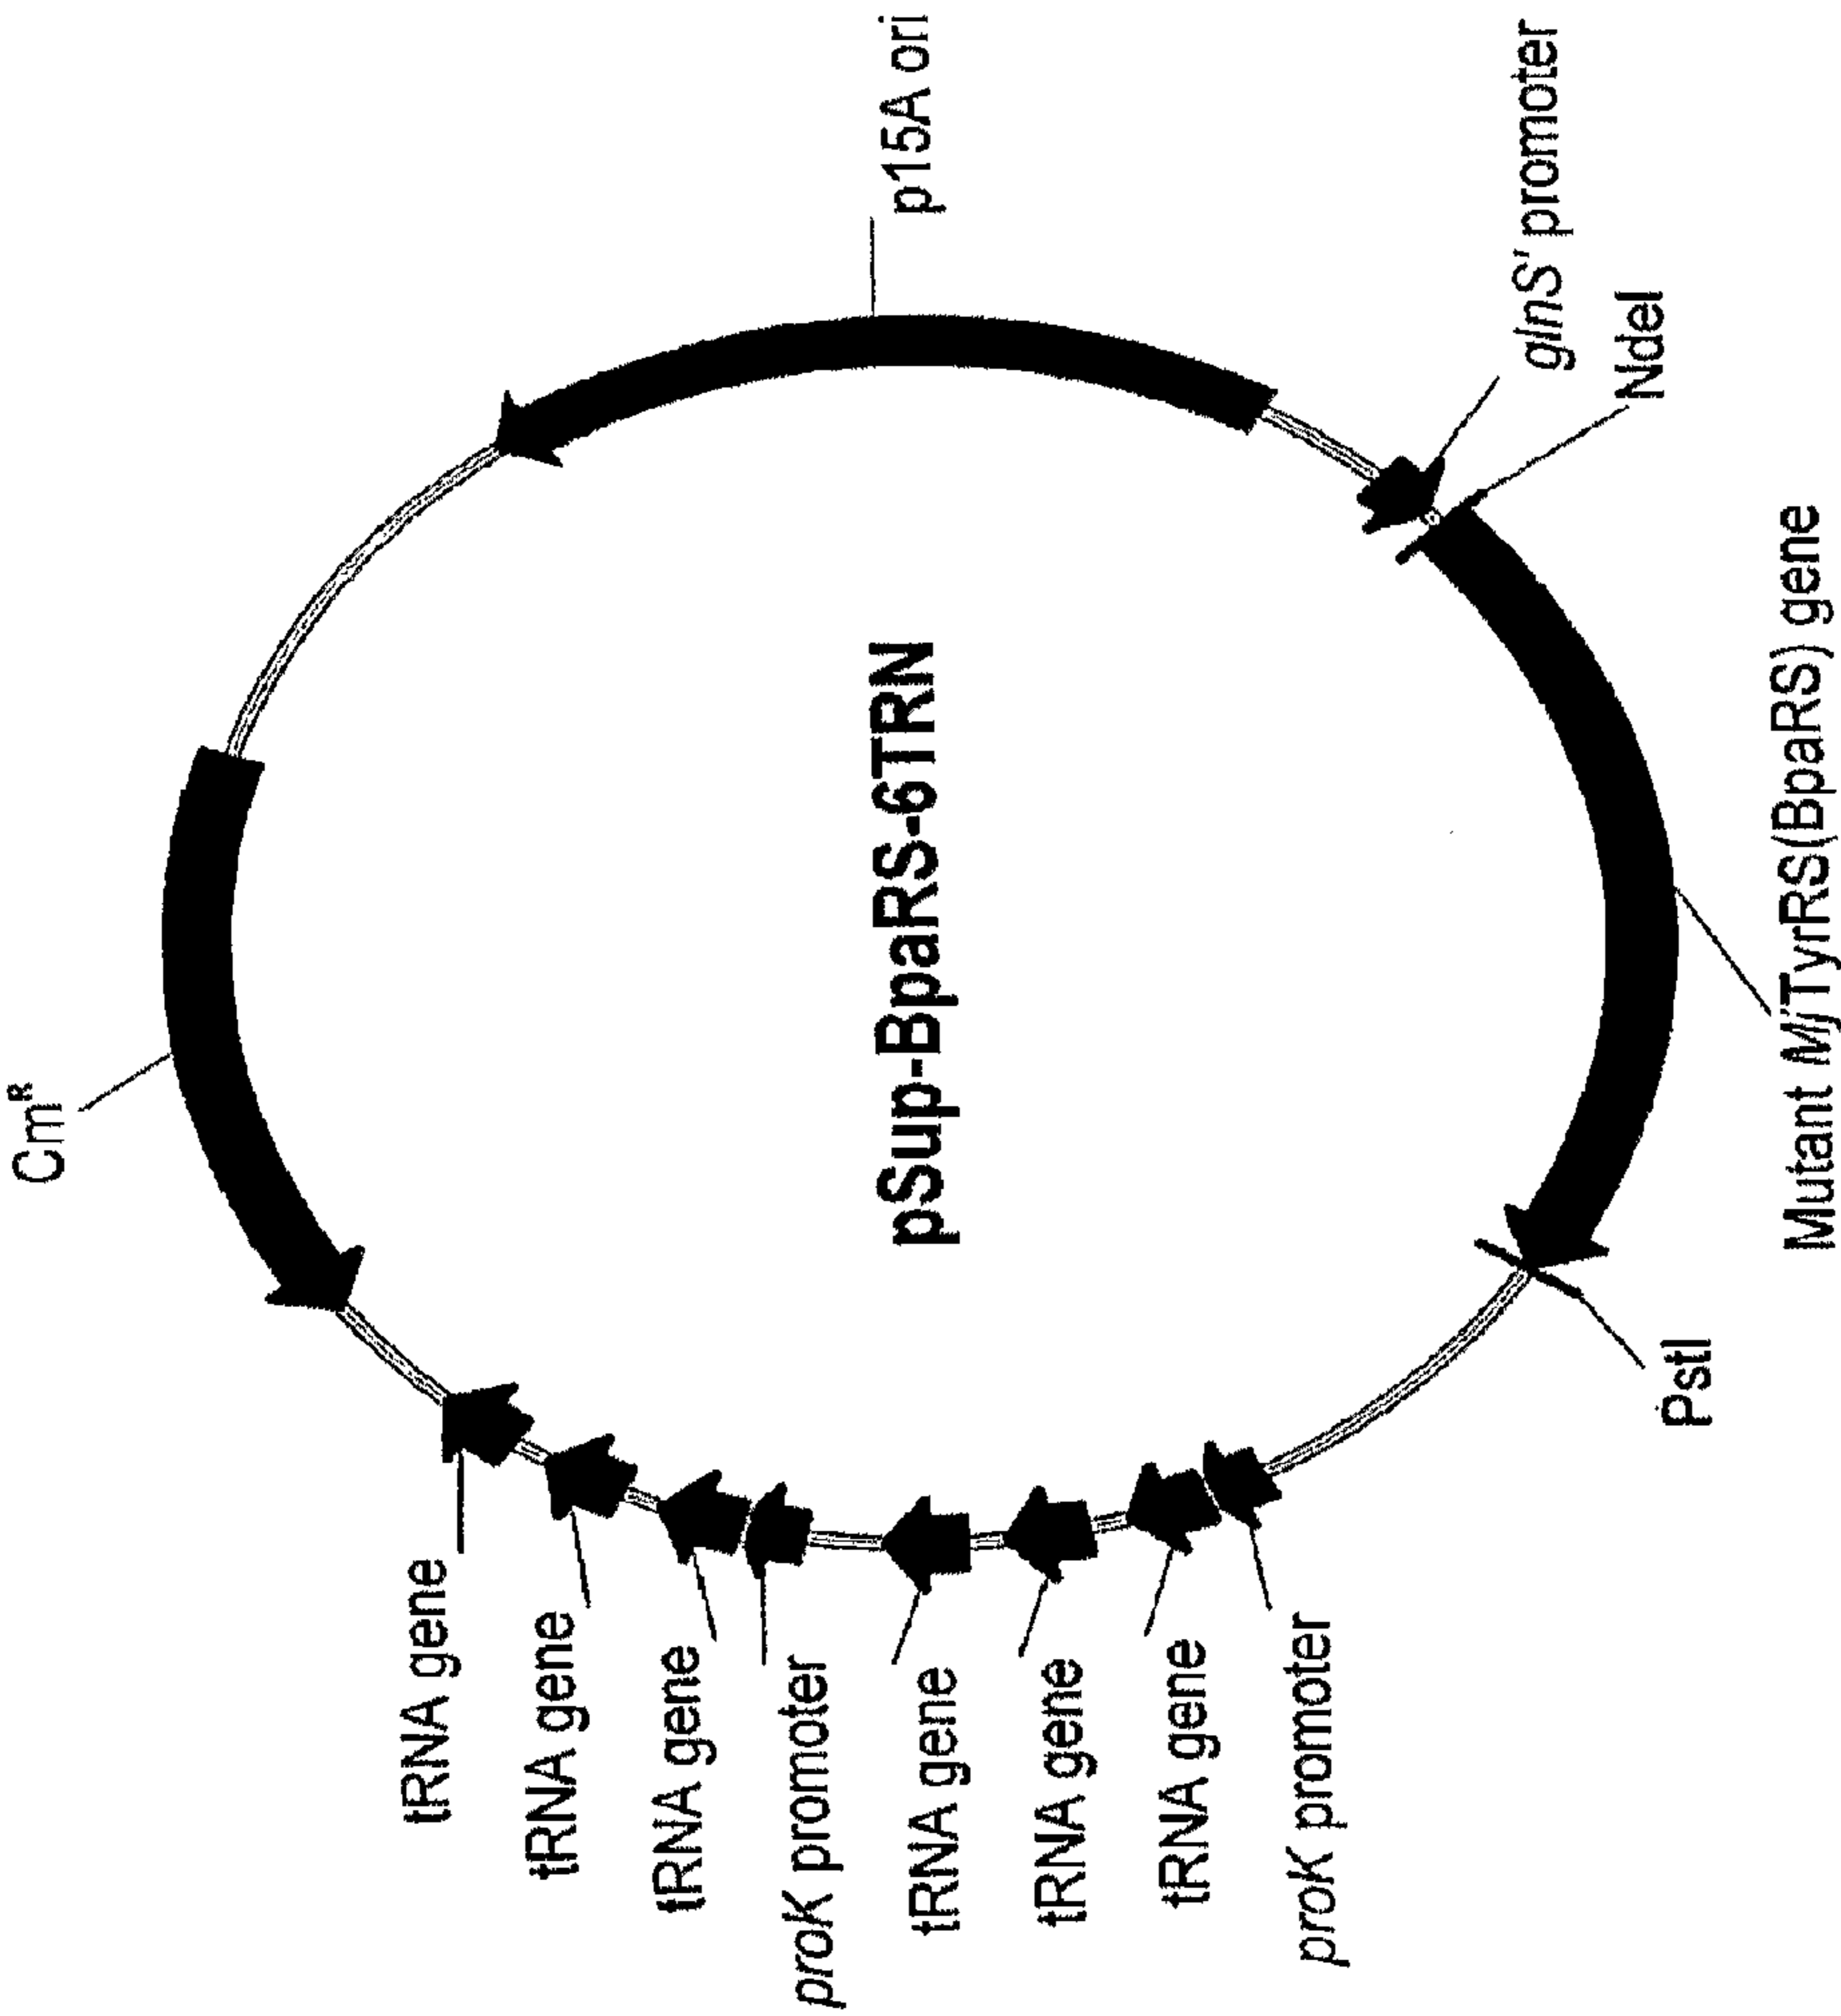 Cmᴿ
p15A ori
glnS' promoter
NdeI
Mutant MjTyrRS(BpaRS) gene
PstI
proK promoter
tRNA gene
tRNA gene
tRNA gene
proK promoter
tRNA gene
tRNA gene
tRNA gene
pSup-BpaRS-6TRN